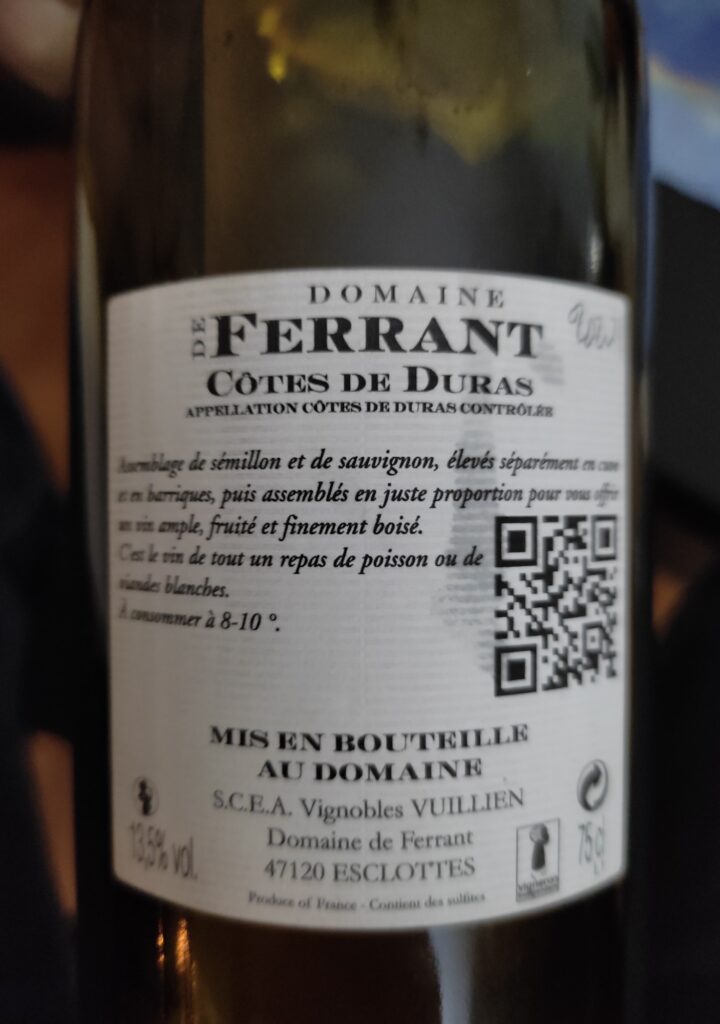 DOMAINE
DE FERRANT
CÔTES DE DURAS
APPELLATION CÔTES DE DURAS CONTRÔLÉE
Assemblage de sémillon et de sauvignon, élevés séparément en cuve
et en barriques, puis assemblés en juste proportion pour vous offrir
un vin ample, fruité et finement boisé.
C'est le vin de tout un repas de poisson ou de
viandes blanches.
À consommer à 8-10 °.
MIS EN BOUTEILLE
AU DOMAINE
S.C.E.A. Vignobles VUILLIEN
Domaine de Ferrant
47120 ESCLOTTES
13,5% vol.
75 cl
Vignerons
Produce of France - Contient des sulfites